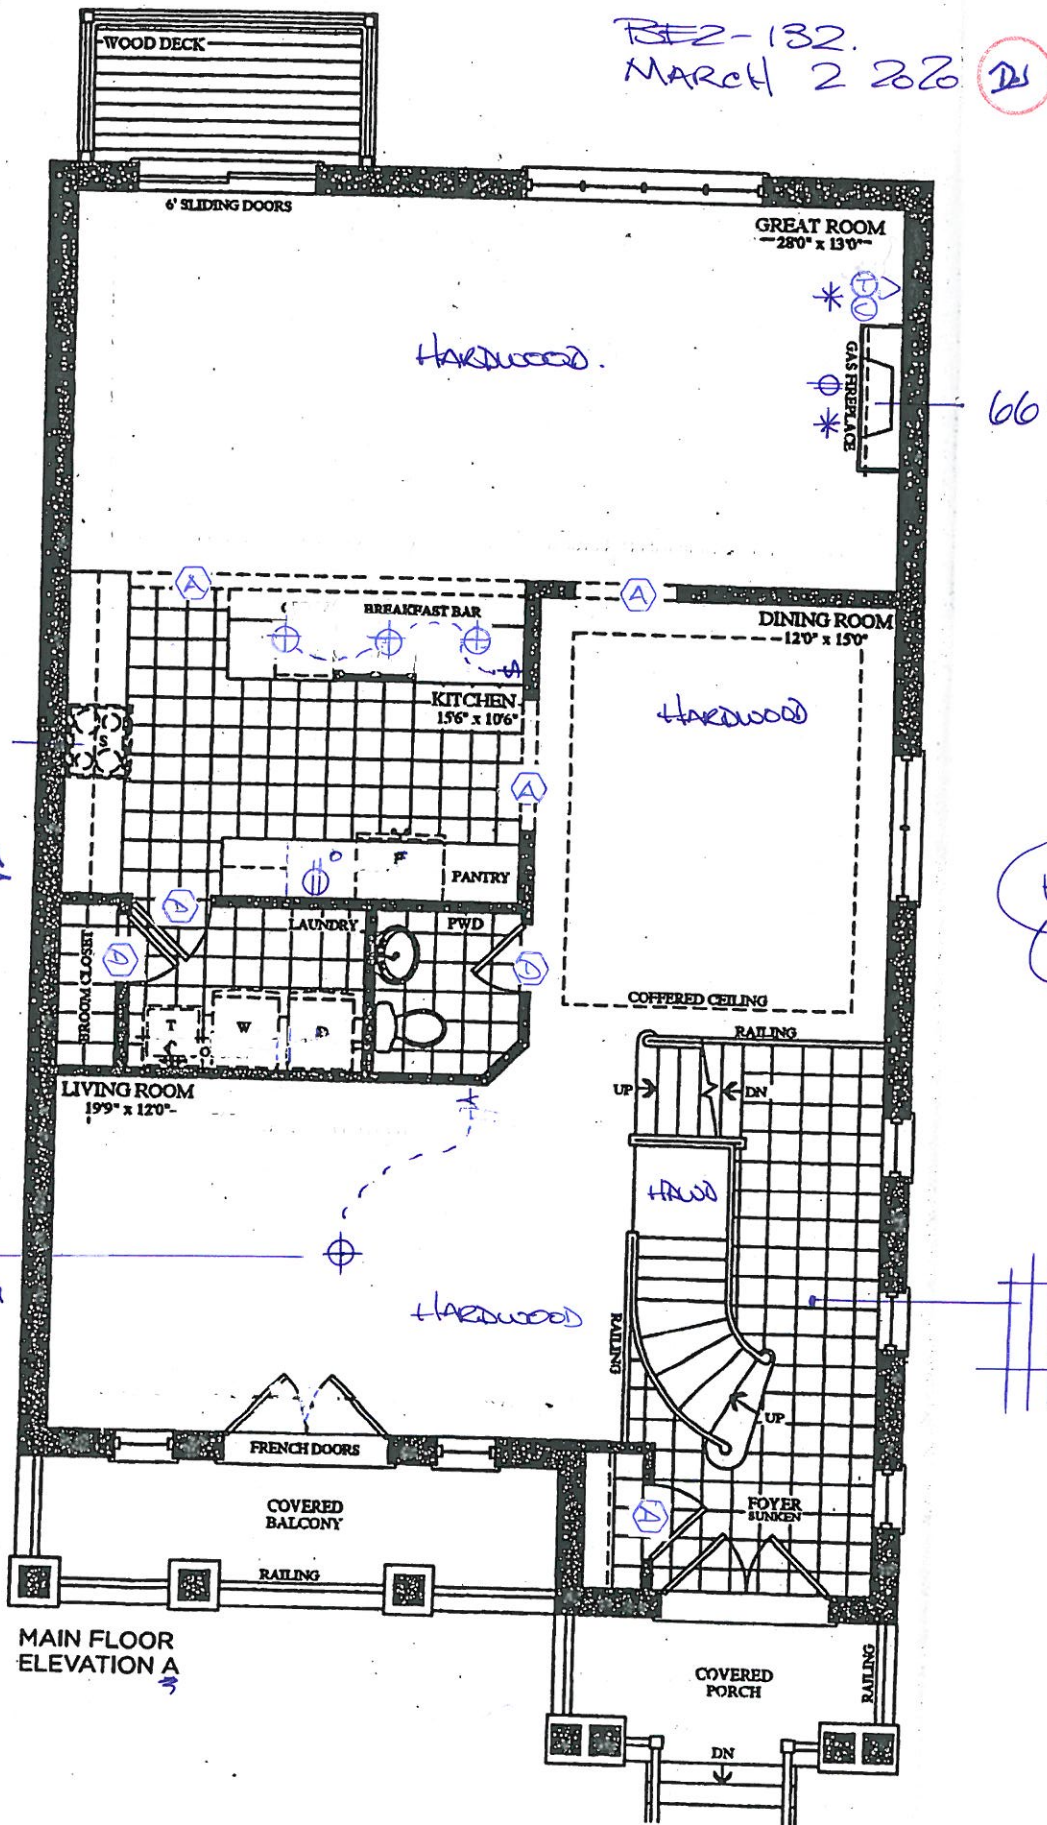 BE2-132.
MARCH 2 2020
DJ
WOOD DECK
6' SLIDING DOORS
GREAT ROOM
28'0" x 13'0"
T
C
HARDWOOD.
GAS FIREPLACE
66
A
A
BREAKFAST BAR
DINING ROOM
12'0" x 15'0"
KITCHEN
15'6" x 10'6"
HARDWOOD
S
A
F
PANTRY
D
LAUNDRY
PWD
D
D
BROOM CLOSET
COFFERED CEILING
T
W
D
RAILING
LIVING ROOM
19'9" x 12'0"
UP
DN
HRWD
HARDWOOD
RAILING
UP
FRENCH DOORS
COVERED
BALCONY
A
FOYER
SUNKEN
RAILING
MAIN FLOOR
ELEVATION A
COVERED
PORCH
RAILING
DN